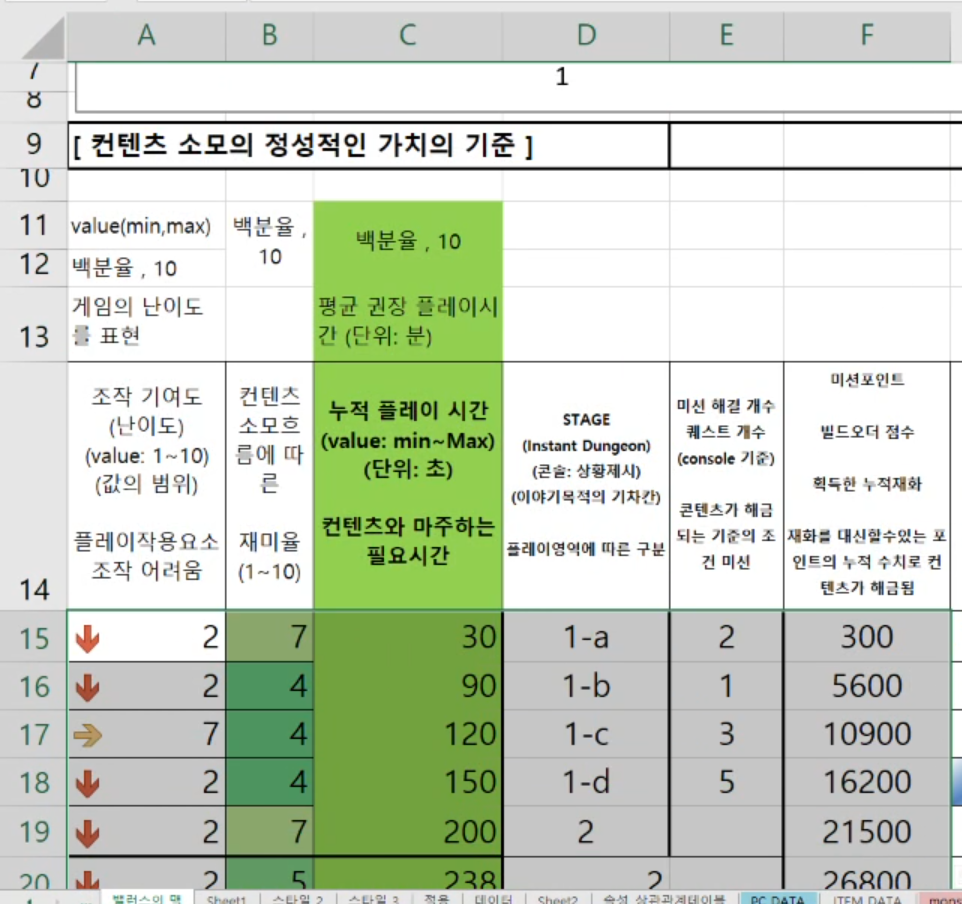 A B C D E F
7 1
8
9 [ 컨텐츠 소모의 정성적인 가치의 기준 ]
10
11 value(min,max) 백분율 ,
10 백분율 , 10
12 백분율 , 10
13 게임의 난이도
를 표현 평균 권장 플레이시
간 (단위: 분)
14
조작 기여도
(난이도)
(value: 1~10)
(값의 범위)
플레이작용요소
조작 어려움
컨텐츠
소모흐
름에 따
른
재미율
(1~10)
누적 플레이 시간
(value: min~Max)
(단위: 초)
컨텐츠와 마주하는
필요시간
STAGE
(Instant Dungeon)
(콘솔: 상황제시)
(이야기목적의 기차간)
플레이영역에 따른 구분
미션 해결 개수
퀘스트 개수
(console 기준)
콘텐츠가 해금
되는 기준의 조
건 미션
미션포인트
빌드오더 점수
획득한 누적재화
재화를 대신할수있는 포
인트의 누적 수치로 컨
텐츠가 해금됨
15 2 7 30 1-a 2 300
16 2 4 90 1-b 1 5600
17 7 4 120 1-c 3 10900
18 2 4 150 1-d 5 16200
19 2 7 200 2 21500
20 2 5 238 2 26800
밸런스의 맥 Sheet1 스타일 2 스타일 3 적용 데이터 Sheet2 속성 상관관계테이블 PC DATA ITEM DATA mons